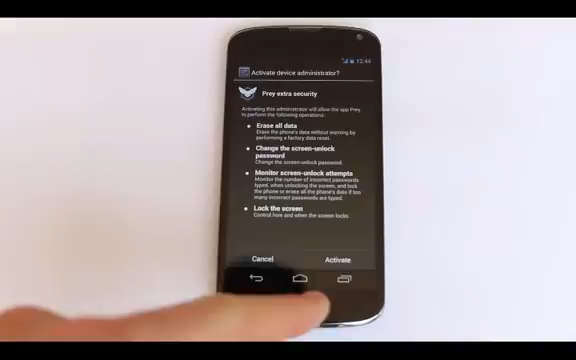 12:44
Activate device administrator?
Prey extra security
Activating this administrator will allow the app Prey
to perform the following operations:
Erase all data
Erase the phone's data without warning by
performing a factory data reset.
Change the screen-unlock
password
Change the screen-unlock password.
Monitor screen-unlock attempts
Monitor the number of incorrect passwords
typed, when unlocking the screen, and lock
the phone or erase all the phone's data if too
many incorrect passwords are typed.
Lock the screen
Control how and when the screen locks.
Cancel Activate